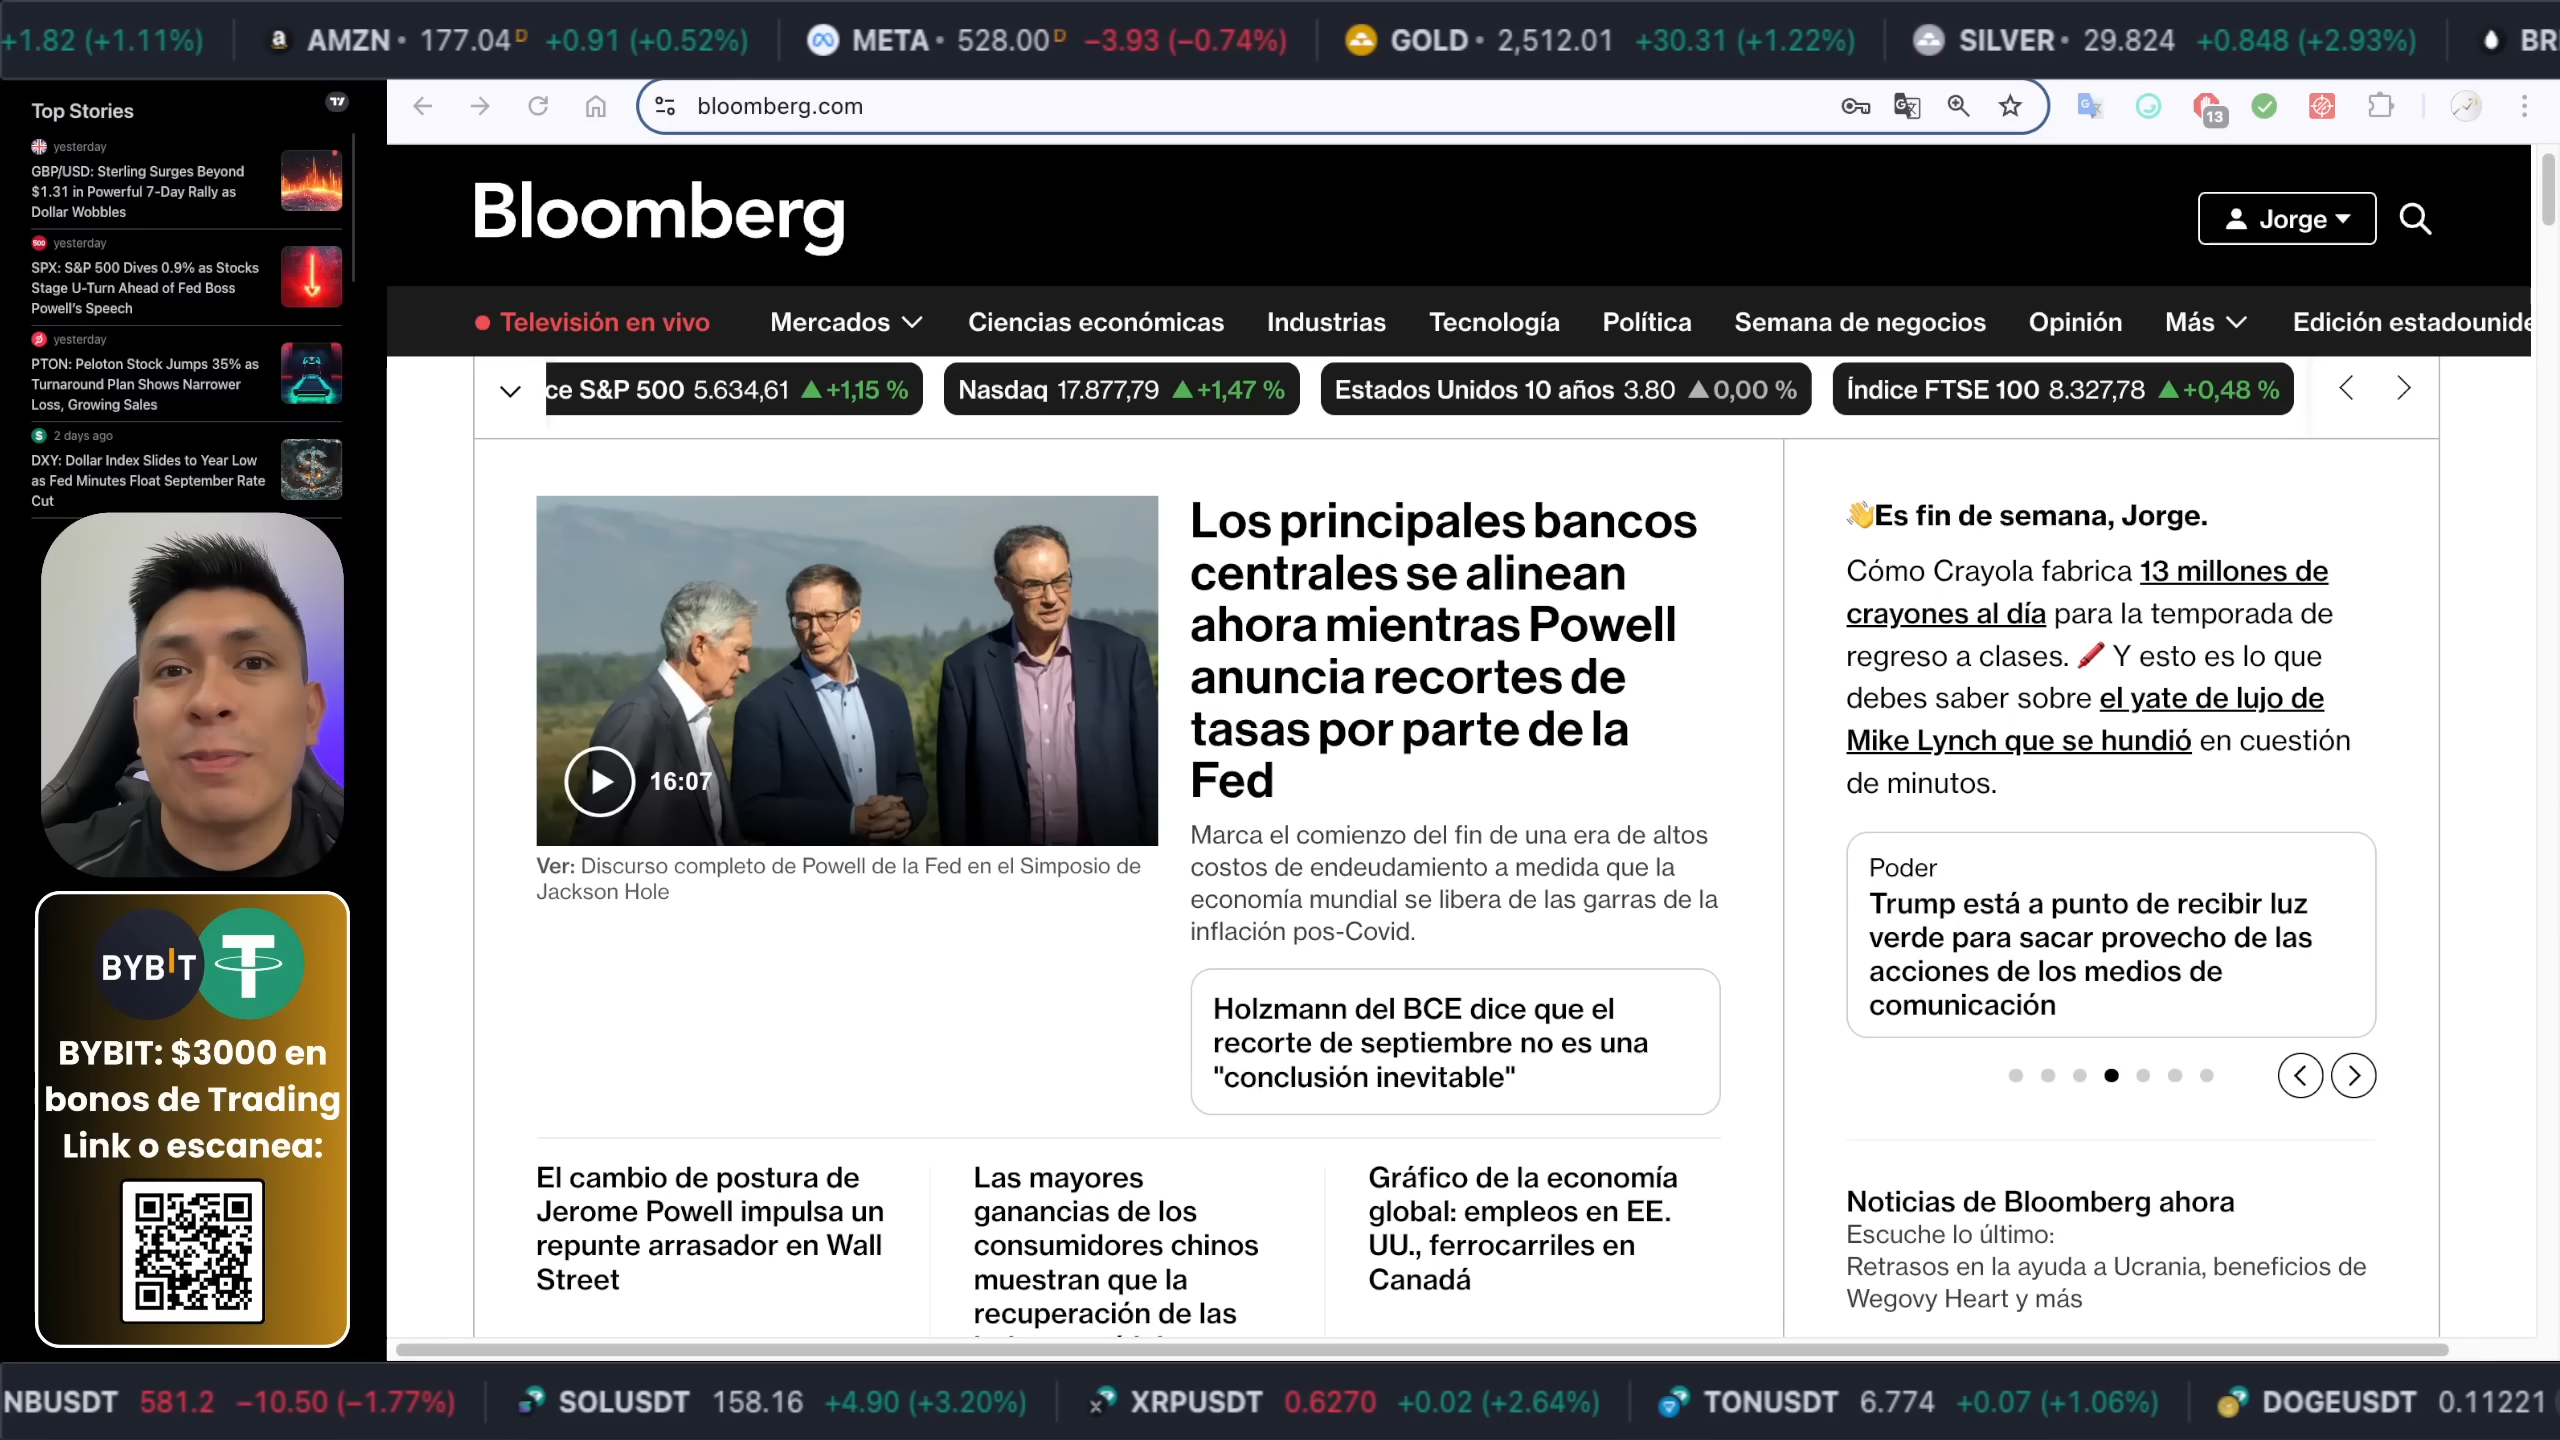 +1.82 (+1.11%)
AMZN • 177.04 D +0.91 (+0.52%)
META • 528.00 D −3.93 (−0.74%)
GOLD • 2,512.01 +30.31 (+1.22%)
SILVER • 29.824 +0.848 (+2.93%)
Top Stories
yesterday
GBP/USD: Sterling Surges Beyond
$1.31 in Powerful 7-Day Rally as
Dollar Wobbles
500 yesterday
SPX: S&P 500 Dives 0.9% as Stocks
Stage U-Turn Ahead of Fed Boss
Powell's Speech
yesterday
PTON: Peloton Stock Jumps 35% as
Turnaround Plan Shows Narrower
Loss, Growing Sales
$ 2 days ago
DXY: Dollar Index Slides to Year Low
as Fed Minutes Float September Rate
Cut
BYBIT
BYBIT: $3000 en
bonos de Trading
Link o escanea:
bloomberg.com
13
Bloomberg
Jorge
Televisión en vivo Mercados Ciencias económicas Industrias Tecnología Política Semana de negocios Opinión Más Edición estadounide
ce S&P 500 5.634,61 ▲+1,15 %
Nasdaq 17.877,79 ▲+1,47 %
Estados Unidos 10 años 3.80 ▲0,00 %
Índice FTSE 100 8.327,78 ▲+0,48 %
16:07
Ver: Discurso completo de Powell de la Fed en el Simposio de
Jackson Hole
Los principales bancos
centrales se alinean
ahora mientras Powell
anuncia recortes de
tasas por parte de la
Fed
Marca el comienzo del fin de una era de altos
costos de endeudamiento a medida que la
economía mundial se libera de las garras de la
inflación pos-Covid.
Holzmann del BCE dice que el
recorte de septiembre no es una
"conclusión inevitable"
El cambio de postura de
Jerome Powell impulsa un
repunte arrasador en Wall
Street
Las mayores
ganancias de los
consumidores chinos
muestran que la
recuperación de las
Gráfico de la economía
global: empleos en EE.
UU., ferrocarriles en
Canadá
👋Es fin de semana, Jorge.
Cómo Crayola fabrica 13 millones de
crayones al día para la temporada de
regreso a clases. 🖍️ Y esto es lo que
debes saber sobre el yate de lujo de
Mike Lynch que se hundió en cuestión
de minutos.
Poder
Trump está a punto de recibir luz
verde para sacar provecho de las
acciones de los medios de
comunicación
Noticias de Bloomberg ahora
Escuche lo último:
Retrasos en la ayuda a Ucrania, beneficios de
Wegovy Heart y más
NBUSDT 581.2 −10.50 (−1.77%)
SOLUSDT 158.16 +4.90 (+3.20%)
XRPUSDT 0.6270 +0.02 (+2.64%)
TONUSDT 6.774 +0.07 (+1.06%)
DOGEUSDT 0.11221